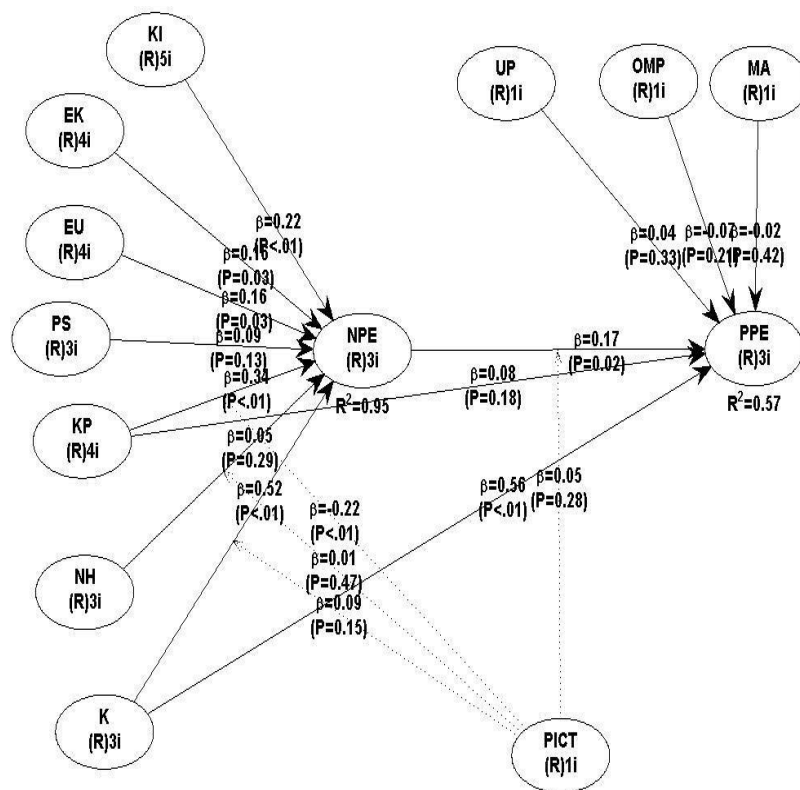 KI
(R)5i
UP
(R)1i
OMP
(R)1i
MA
(R)1i
EK
(R)4i
EU
(R)4i
β=0.22
(P<.01)
β=0.16
(P=0.03)
β=0.04
(P=0.33)
β=-0.07
(P=0.21)
β=-0.02
(P=0.42)
β=0.16
(P=0.03)
PS
(R)3i
β=0.09
(P=0.13)
NPE
(R)3i
β=0.17
(P=0.02)
PPE
(R)3i
β=0.34
(P<.01)
β=0.08
(P=0.18)
R²=0.95
R²=0.57
KP
(R)4i
β=0.05
(P=0.29)
β=0.52
(P<.01)
β=0.56
(P<.01)
β=0.05
(P=0.28)
β=-0.22
(P<.01)
β=0.01
(P=0.47)
β=0.09
(P=0.15)
NH
(R)3i
K
(R)3i
PICT
(R)1i